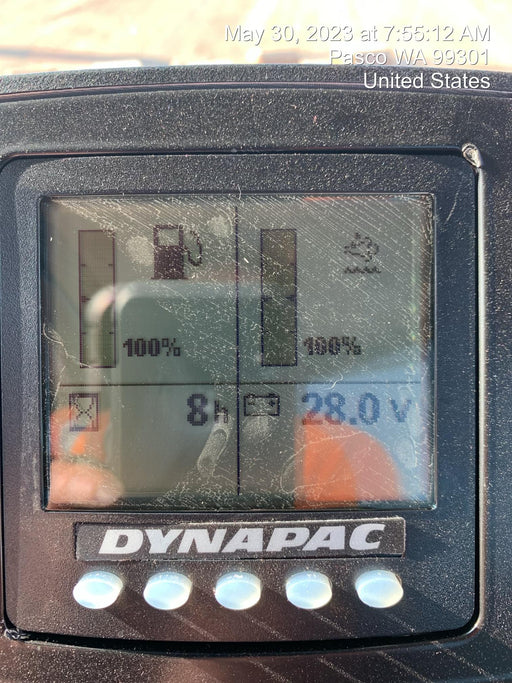 May 30, 2023 at 7:55:12 AM
Pasco WA 99301
United States
100% 100%
8h 28.0 V
DYNAPAC